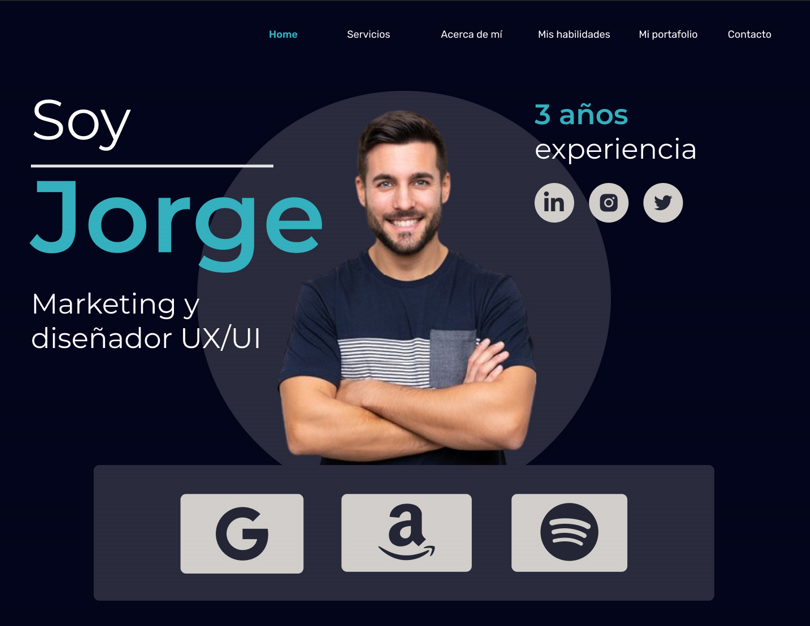 Home Servicios Acerca de mí Mis habilidades Mi portafolio Contacto
Soy
Jorge
Marketing y
diseñador UX/UI
3 años
experiencia
in
G
a